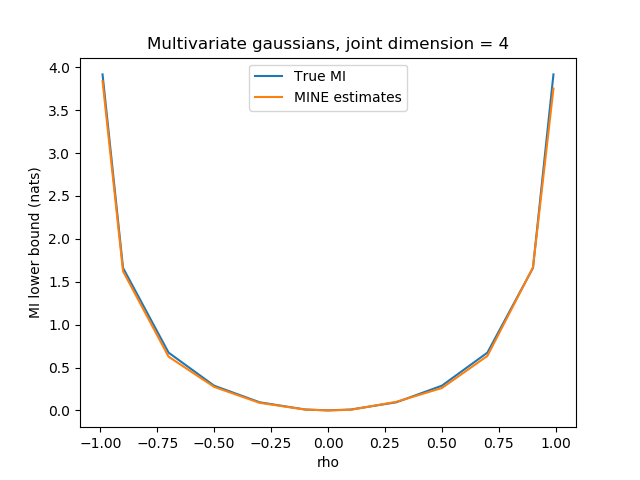 Multivariate gaussians, joint dimension = 4
True MI
MINE estimates
MI lower bound (nats)
4.0
3.5
3.0
2.5
2.0
1.5
1.0
0.5
0.0
−1.00 −0.75 −0.50 −0.25 0.00 0.25 0.50 0.75 1.00
rho